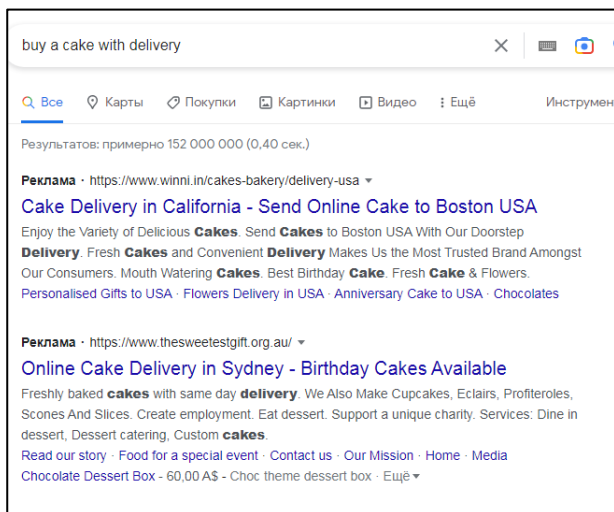 buy a cake with delivery
Все Карты Покупки Картинки Видео Ещё Инструмен
Результатов: примерно 152 000 000 (0,40 сек.)
Реклама · https://www.winni.in/cakes-bakery/delivery-usa
Cake Delivery in California - Send Online Cake to Boston USA
Enjoy the Variety of Delicious Cakes. Send Cakes to Boston USA With Our Doorstep
Delivery. Fresh Cakes and Convenient Delivery Makes Us the Most Trusted Brand Amongst
Our Consumers. Mouth Watering Cakes. Best Birthday Cake. Fresh Cake & Flowers.
Personalised Gifts to USA · Flowers Delivery in USA · Anniversary Cake to USA · Chocolates
Реклама · https://www.thesweetestgift.org.au/
Online Cake Delivery in Sydney - Birthday Cakes Available
Freshly baked cakes with same day delivery. We Also Make Cupcakes, Eclairs, Profiteroles,
Scones And Slices. Create employment. Eat dessert. Support a unique charity. Services: Dine in
dessert, Dessert catering, Custom cakes.
Read our story · Food for a special event · Contact us · Our Mission · Home · Media
Chocolate Dessert Box - 60,00 A$ - Choc theme dessert box · Ещё